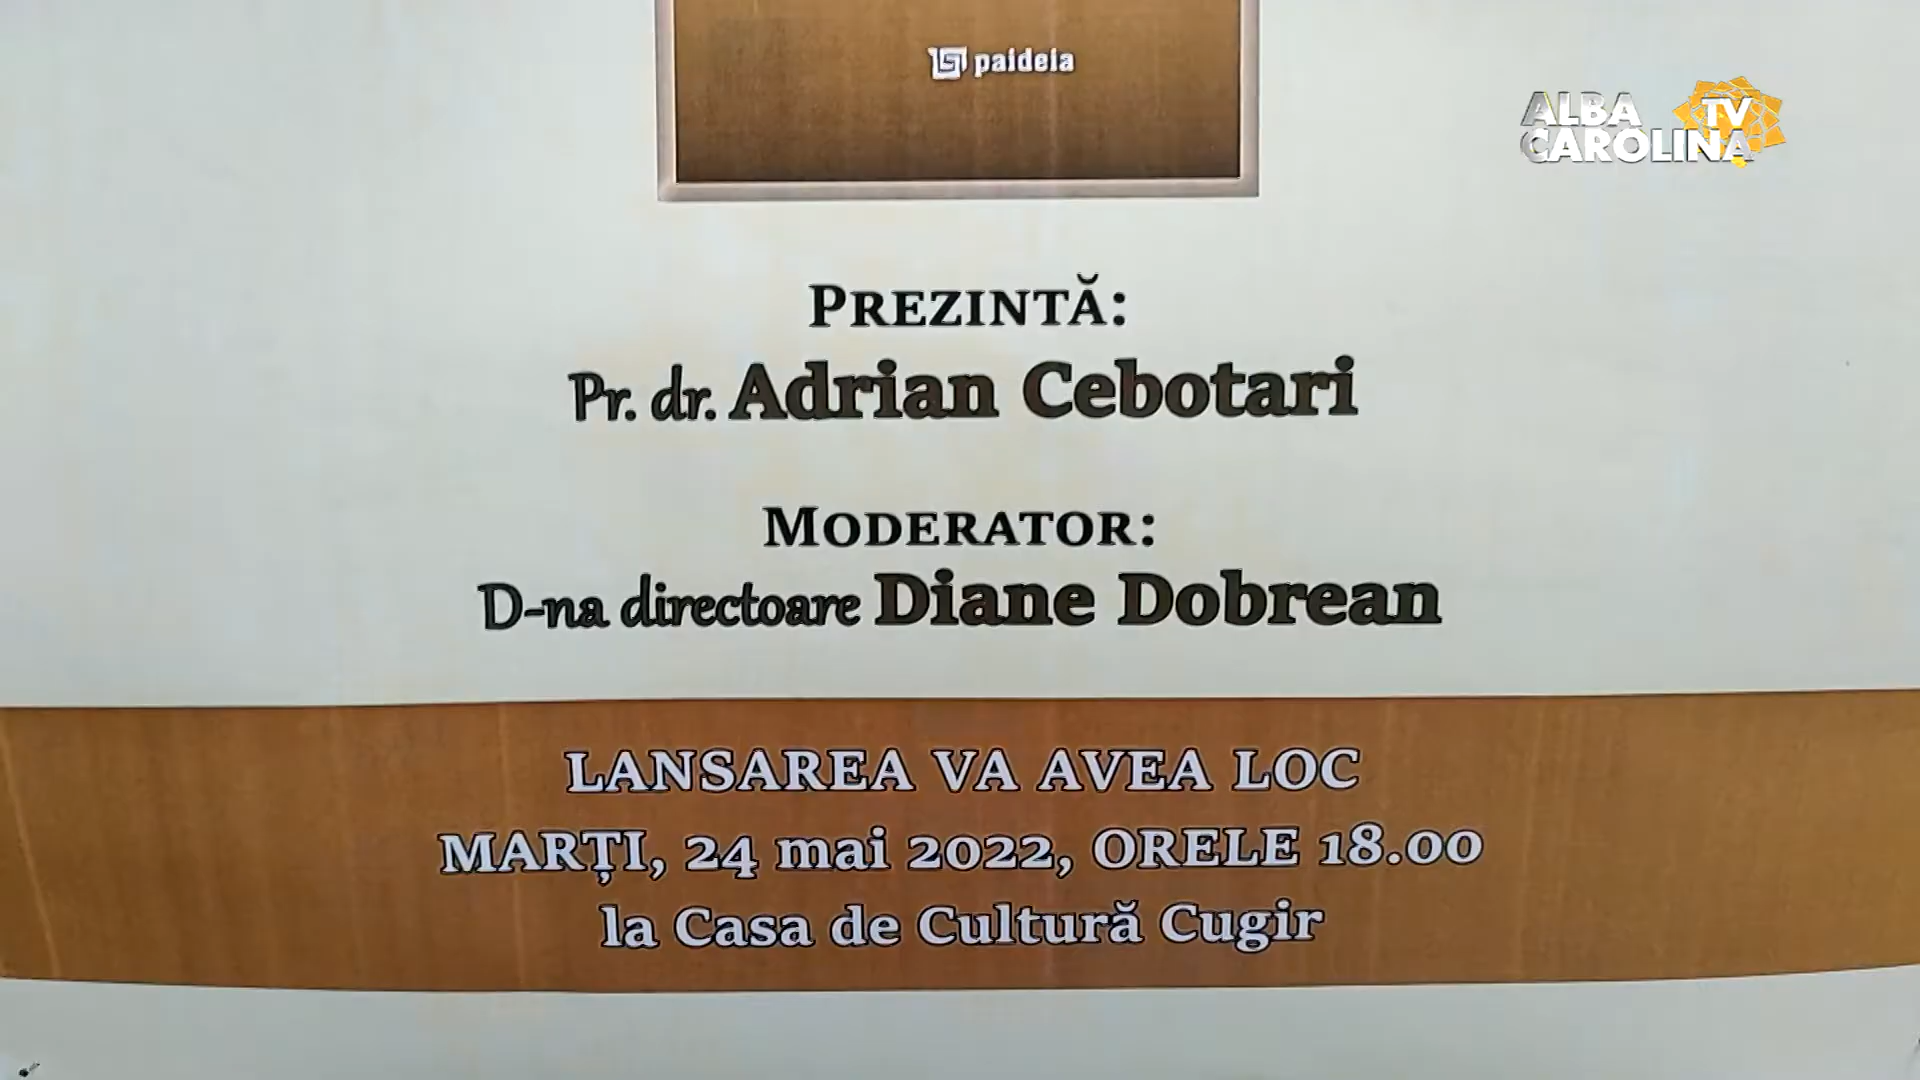 paideia
ALBA TV
CAROLINA
PREZINTĂ:
Pr. dr. Adrian Cebotari
MODERATOR:
D-na directoare Diane Dobrean
LANSAREA VA AVEA LOC
MARȚI, 24 mai 2022, ORELE 18.00
la Casa de Cultură Cugir